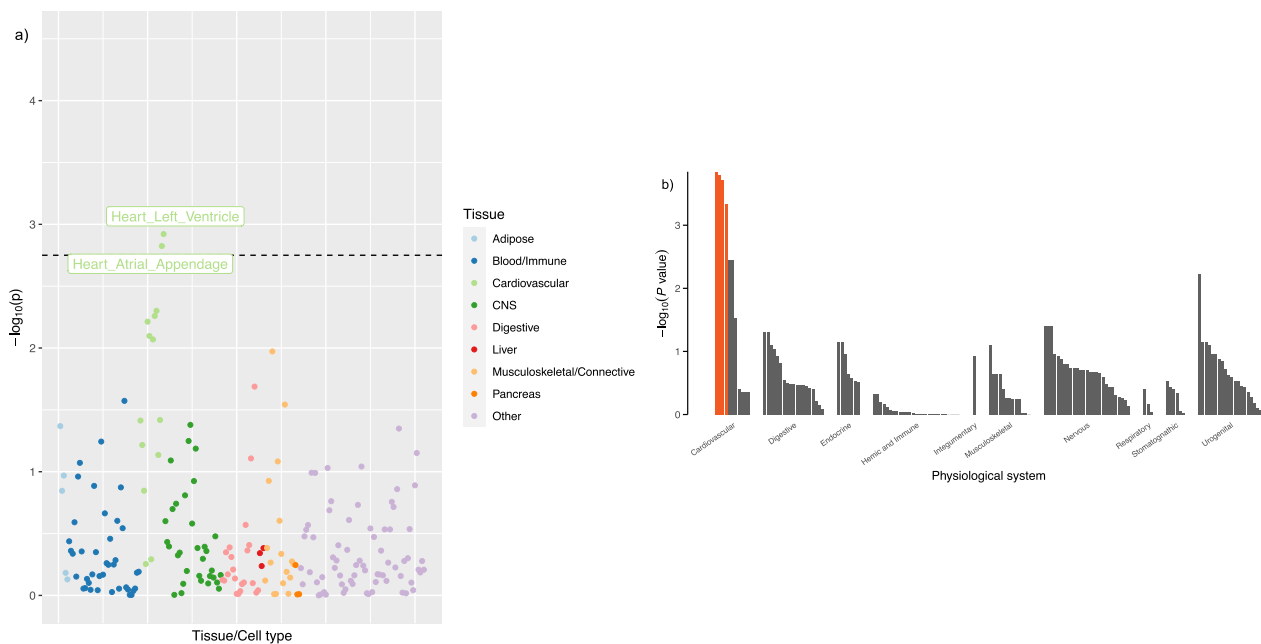 a)
4
3
2
1
0
−log10(p)
Heart_Left_Ventricle
Heart_Atrial_Appendage
Tissue/Cell type
Tissue
Adipose
Blood/Immune
Cardiovascular
CNS
Digestive
Liver
Musculoskeletal/Connective
Pancreas
Other
b)
3
2
1
0
−log10(P value)
Cardiovascular
Digestive
Endocrine
Hemic and Immune
Integumentary
Musculoskeletal
Nervous
Respiratory
Stomatognathic
Urogenital
Physiological system